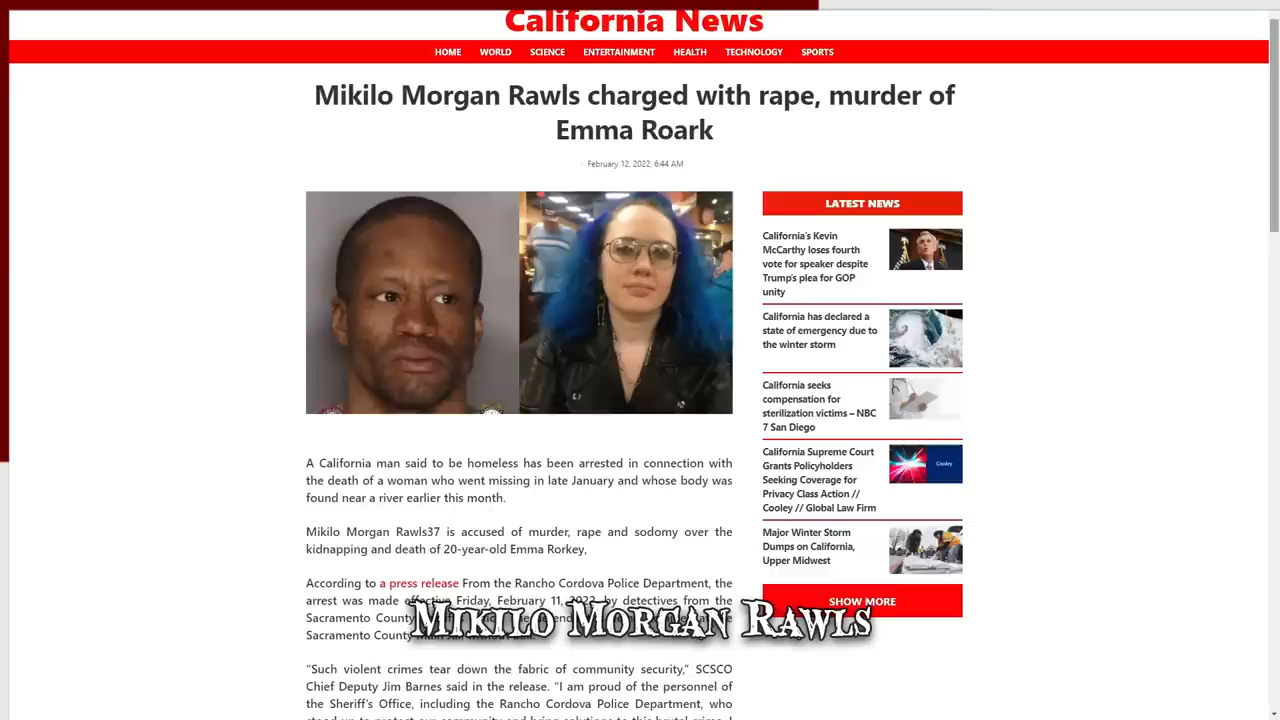 California News
HOME WORLD SCIENCE ENTERTAINMENT HEALTH TECHNOLOGY SPORTS
Mikilo Morgan Rawls charged with rape, murder of
Emma Roark
· February 12, 2022, 6:44 AM
A California man said to be homeless has been arrested in connection with
the death of a woman who went missing in late January and whose body was
found near a river earlier this month.
Mikilo Morgan Rawls37 is accused of murder, rape and sodomy over the
kidnapping and death of 20-year-old Emma Rorkey,
According to a press release From the Rancho Cordova Police Department, the
arrest was made effective Friday, February 11, 2022, by detectives from the
Sacramento County
Sacramento County Main Jail without bail.
“Such violent crimes tear down the fabric of community security,” SCSCO
Chief Deputy Jim Barnes said in the release. “I am proud of the personnel of
the Sheriff’s Office, including the Rancho Cordova Police Department, who
MIKILO MORGAN RAWLS
LATEST NEWS
California’s Kevin
McCarthy loses fourth
vote for speaker despite
Trump’s plea for GOP
unity
California has declared a
state of emergency due to
the winter storm
California seeks
compensation for
sterilization victims – NBC
7 San Diego
California Supreme Court
Grants Policyholders
Seeking Coverage for
Privacy Class Action //
Cooley // Global Law Firm
Cooley
Major Winter Storm
Dumps on California,
Upper Midwest
SHOW MORE